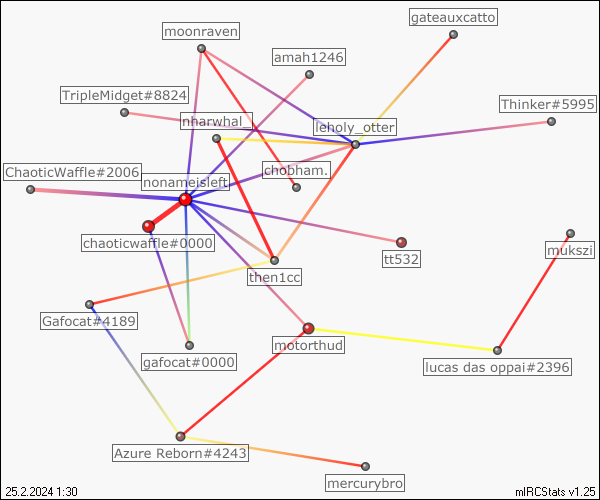 gateauxcatto
moonraven
amah1246
TripleMidget#8824
Thinker#5995
nharwhal_
leholy_otter
ChaoticWaffle#2006
chobham.
nonameisleft
chaoticwaffle#0000
mukszi
tt532
then1cc
Gafocat#4189
motorthud
gafocat#0000
lucas das oppai#2396
Azure Reborn#4243
mercurybro
25.2.2024 1:30
mIRCStats v1.25